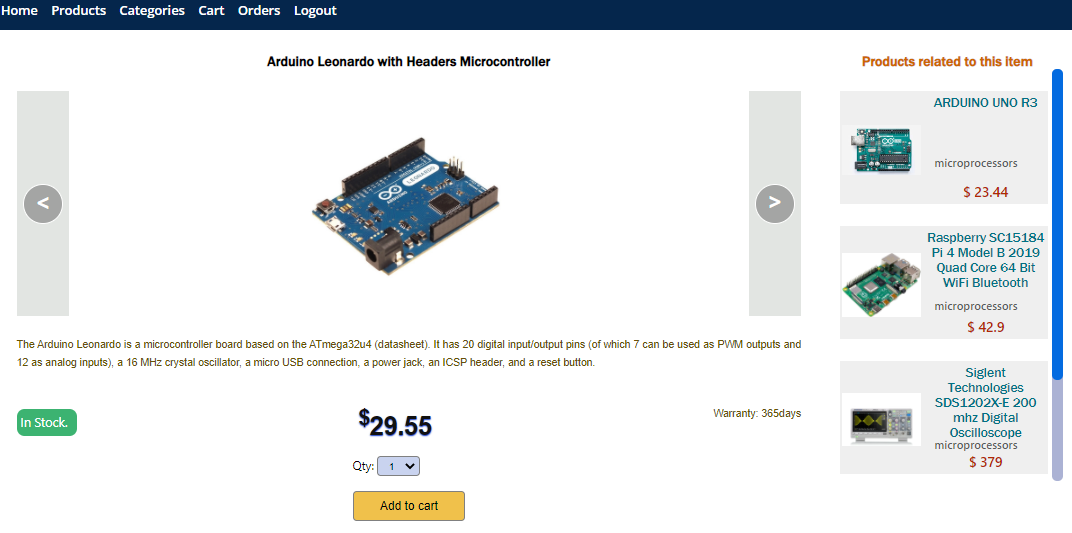 Home Products Categories Cart Orders Logout
Arduino Leonardo with Headers Microcontroller
<
LEONARDO
ARDUINO
>
The Arduino Leonardo is a microcontroller board based on the ATmega32u4 (datasheet). It has 20 digital input/output pins (of which 7 can be used as PWM outputs and
12 as analog inputs), a 16 MHz crystal oscillator, a micro USB connection, a power jack, an ICSP header, and a reset button.
In Stock.
$29.55
Warranty: 365days
Qty: 1
Add to cart
Products related to this item
ARDUINO UNO R3
microprocessors
$ 23.44
Raspberry SC15184
Pi 4 Model B 2019
Quad Core 64 Bit
WiFi Bluetooth
microprocessors
$ 42.9
Siglent
Technologies
SDS1202X-E 200
mhz Digital
Oscilloscope
microprocessors
$ 379